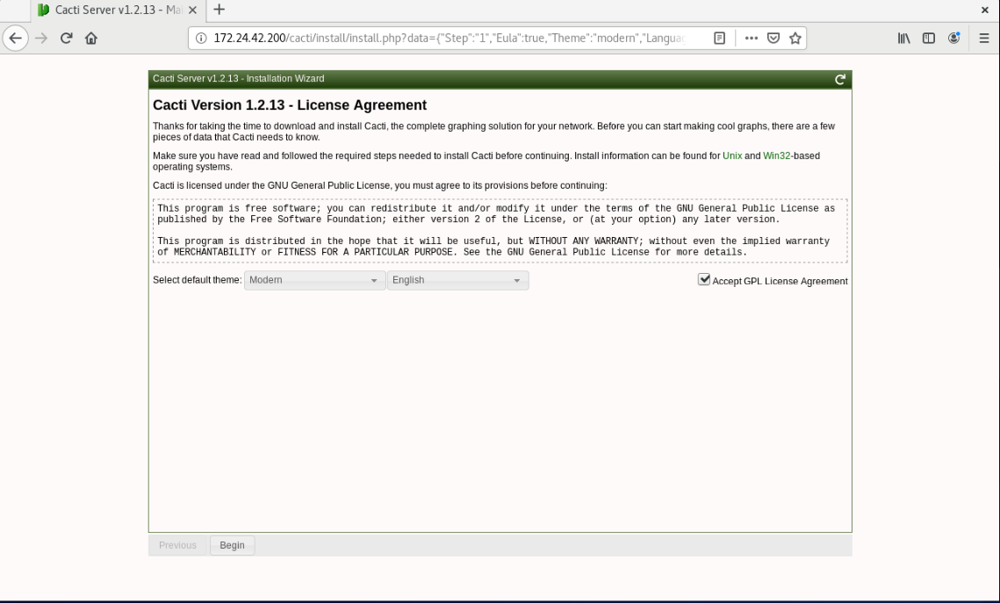 Cacti Server v1.2.13 - Mai
172.24.42.200/cacti/install/install.php?data={"Step":"1","Eula":true,"Theme":"modern","Languag
Cacti Server v1.2.13 - Installation Wizard
Cacti Version 1.2.13 - License Agreement
Thanks for taking the time to download and install Cacti, the complete graphing solution for your network. Before you can start making cool graphs, there are a few
pieces of data that Cacti needs to know.
Make sure you have read and followed the required steps needed to install Cacti before continuing. Install information can be found for Unix and Win32-based
operating systems.
Cacti is licensed under the GNU General Public License, you must agree to its provisions before continuing:
This program is free software; you can redistribute it and/or modify it under the terms of the GNU General Public License as
published by the Free Software Foundation; either version 2 of the License, or (at your option) any later version.
This program is distributed in the hope that it will be useful, but WITHOUT ANY WARRANTY; without even the implied warranty
of MERCHANTABILITY or FITNESS FOR A PARTICULAR PURPOSE. See the GNU General Public License for more details.
Select default theme: Modern English Accept GPL License Agreement
Previous Begin